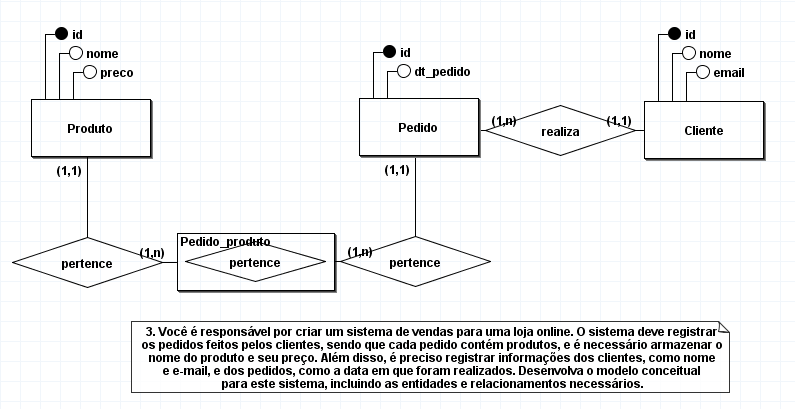 id
nome
preco
Produto
(1,1)
id
dt_pedido
Pedido
(1,1)
(1,n)
realiza
(1,1)
id
nome
email
Cliente
pertence
(1,n)
Pedido_produto
pertence
(1,n)
pertence
3. Você é responsável por criar um sistema de vendas para uma loja online. O sistema deve registrar
os pedidos feitos pelos clientes, sendo que cada pedido contém produtos, e é necessário armazenar o
nome do produto e seu preço. Além disso, é preciso registrar informações dos clientes, como nome
e e-mail, e dos pedidos, como a data em que foram realizados. Desenvolva o modelo conceitual
para este sistema, incluindo as entidades e relacionamentos necessários.